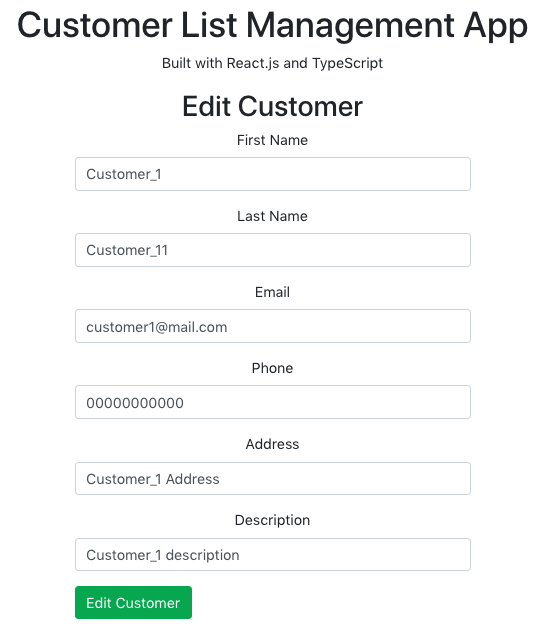 Customer List Management App
Built with React.js and TypeScript
Edit Customer
First Name
Customer_1
Last Name
Customer_11
Email
customer1@mail.com
Phone
00000000000
Address
Customer_1 Address
Description
Customer_1 description
Edit Customer